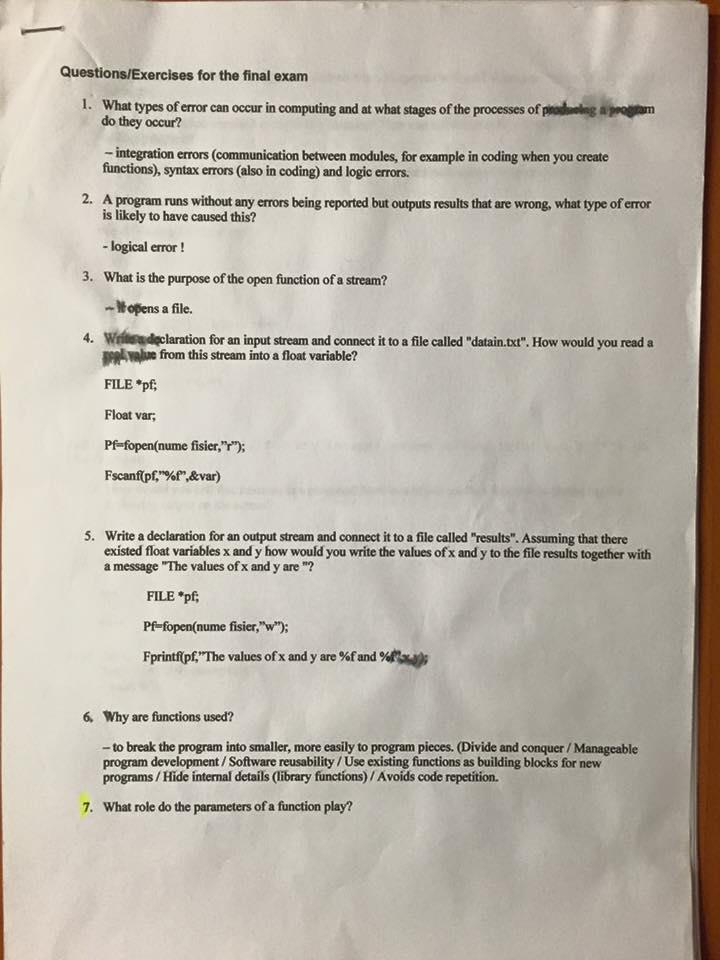 Questions/Exercises for the final exam
1. What types of error can occur in computing and at what stages of the processes of producing a program
do they occur?
– integration errors (communication between modules, for example in coding when you create
functions), syntax errors (also in coding) and logic errors.
2. A program runs without any errors being reported but outputs results that are wrong, what type of error
is likely to have caused this?
- logical error !
3. What is the purpose of the open function of a stream?
– It opens a file.
4. Write a declaration for an input stream and connect it to a file called "datain.txt". How would you read a
real value from this stream into a float variable?
FILE *pf;
Float var;
Pf=fopen(nume fisier,”r”);
Fscanf(pf,”%f”,&var)
5. Write a declaration for an output stream and connect it to a file called "results". Assuming that there
existed float variables x and y how would you write the values of x and y to the file results together with
a message "The values of x and y are "?
FILE *pf;
Pf=fopen(nume fisier,”w”);
Fprintf(pf,”The values of x and y are %f and %f”,x,y);
6. Why are functions used?
– to break the program into smaller, more easily to program pieces. (Divide and conquer / Manageable
program development / Software reusability / Use existing functions as building blocks for new
programs / Hide internal details (library functions) / Avoids code repetition.
7. What role do the parameters of a function play?